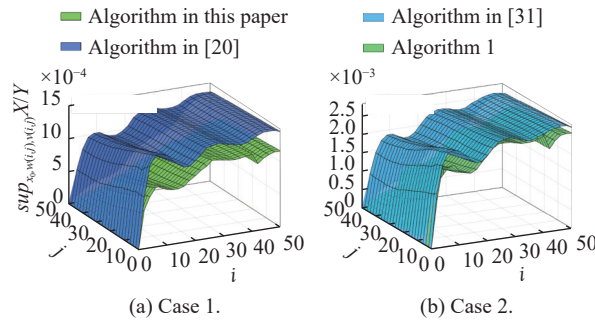 Algorithm in this paper
Algorithm in [20]
Algorithm in [31]
Algorithm 1
×10⁻⁴
15
10
5
0
sup_{x_0,w(i,j),v(i,j)}X/Y
50
40
30
20
10
0
j
0 10 20 30 40 50
i
(a) Case 1.
×10⁻³
2.5
2.0
1.5
1.0
0.5
0
50
40
30
20
10
0
j
0 10 20 30 40 50
i
(b) Case 2.